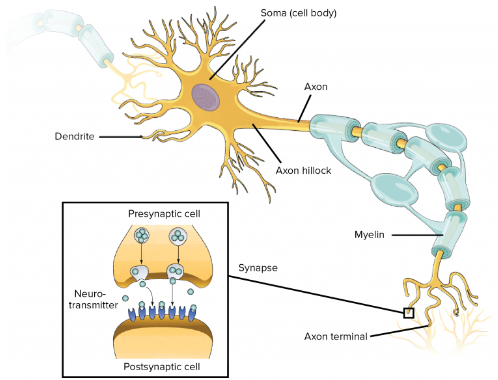 Soma (cell body)
Axon
Dendrite
Axon hillock
Presynaptic cell
Myelin
Synapse
Neuro-
transmitter
Axon terminal
Postsynaptic cell